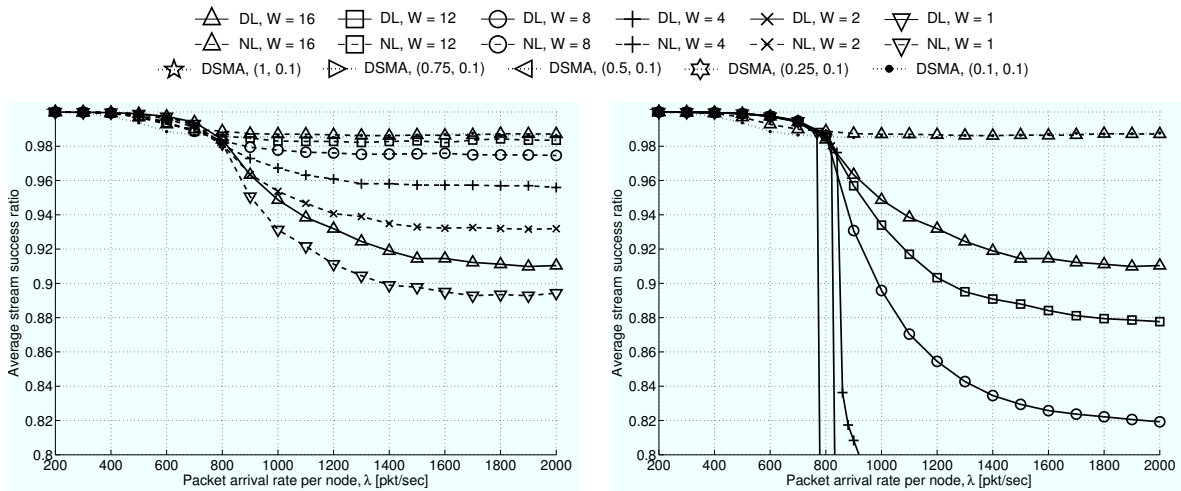 DL, W = 16 DL, W = 12 DL, W = 8 DL, W = 4 DL, W = 2 DL, W = 1
NL, W = 16 NL, W = 12 NL, W = 8 NL, W = 4 NL, W = 2 NL, W = 1
DSMA, (1, 0.1) DSMA, (0.75, 0.1) DSMA, (0.5, 0.1) DSMA, (0.25, 0.1) DSMA, (0.1, 0.1)
Average stream success ratio
0.98
0.96
0.94
0.92
0.9
0.88
0.86
0.84
0.82
0.8
200 400 600 800 1000 1200 1400 1600 1800 2000
Packet arrival rate per node, λ [pkt/sec]
Average stream success ratio
0.98
0.96
0.94
0.92
0.9
0.88
0.86
0.84
0.82
0.8
200 400 600 800 1000 1200 1400 1600 1800 2000
Packet arrival rate per node, λ [pkt/sec]